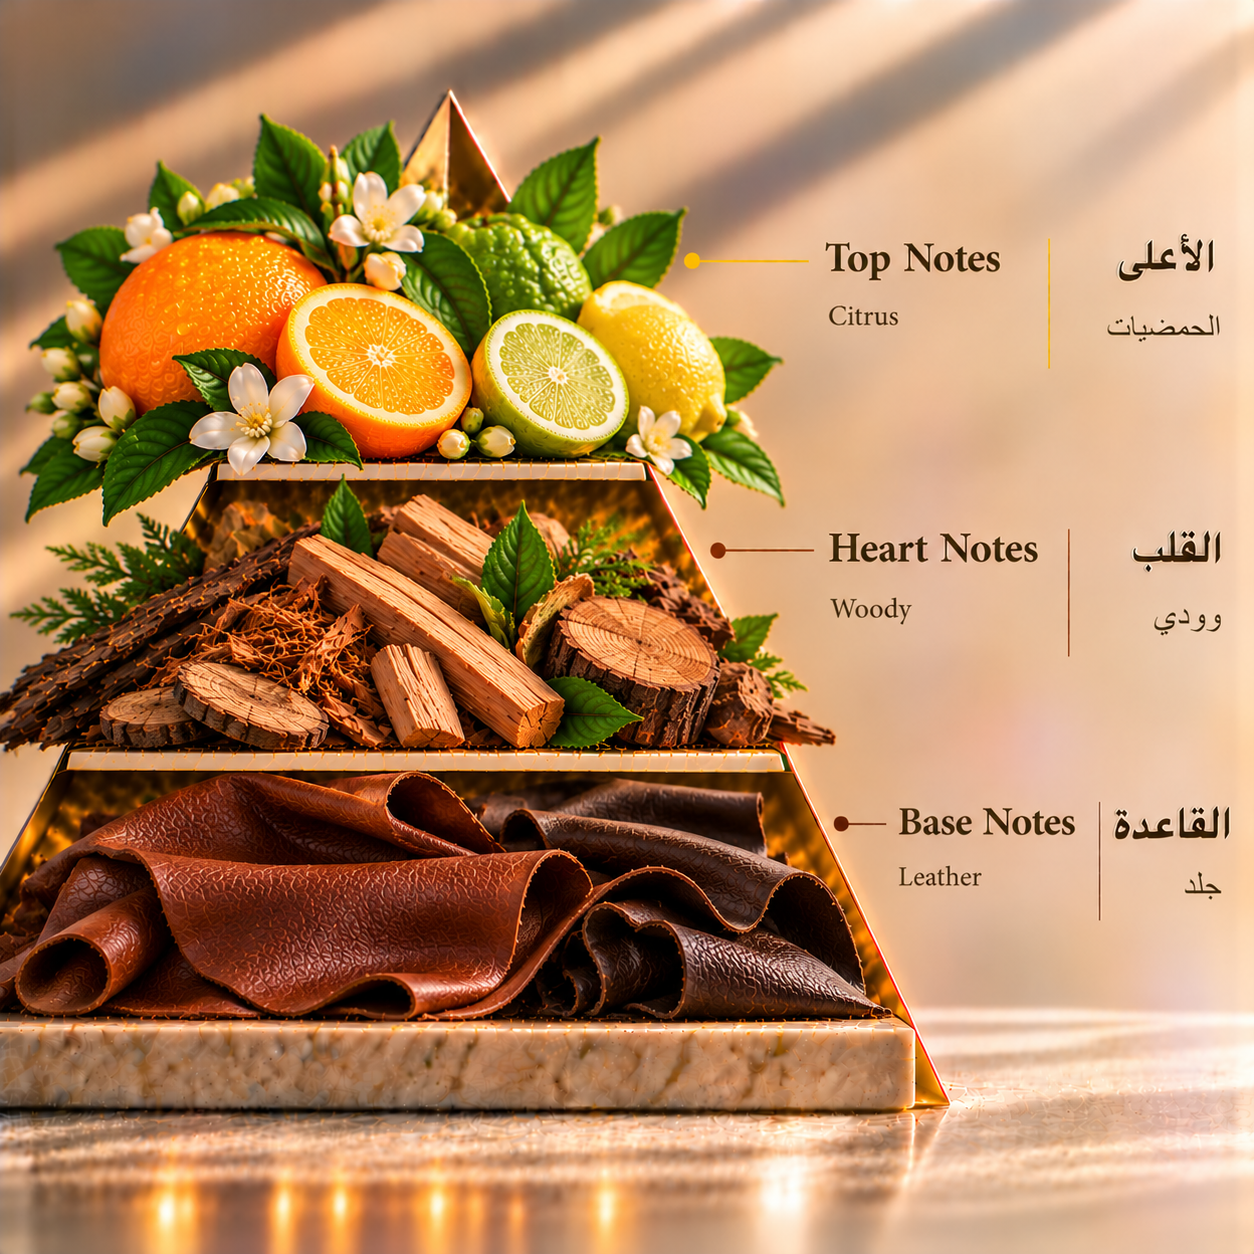 Top Notes
الأعلى
Citrus
الحمضيات
Heart Notes
القلب
Woody
وودي
Base Notes
القاعدة
Leather
جلد